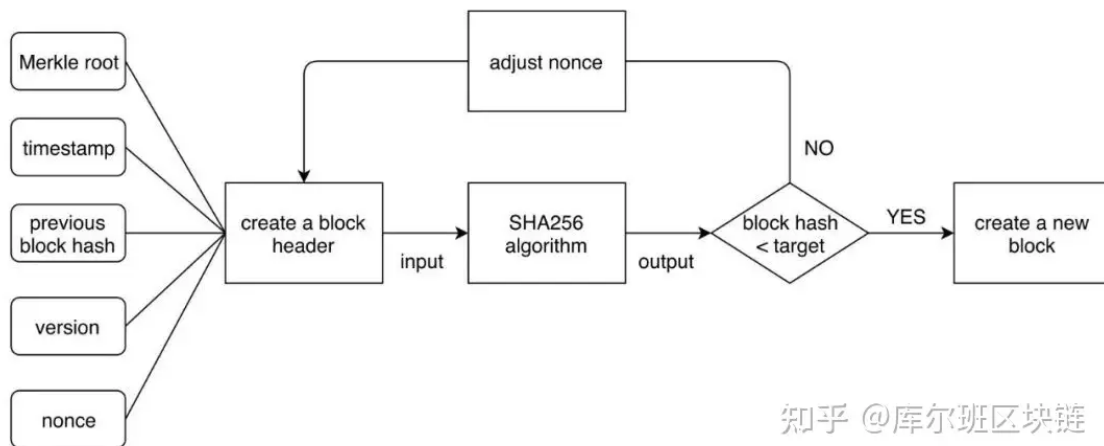 Merkle root
timestamp
previous
block hash
version
nonce
create a block
header
input
adjust nonce
SHA256
algorithm
output
NO
block hash
< target
YES
create a new
block
知乎 @库尔班区块链